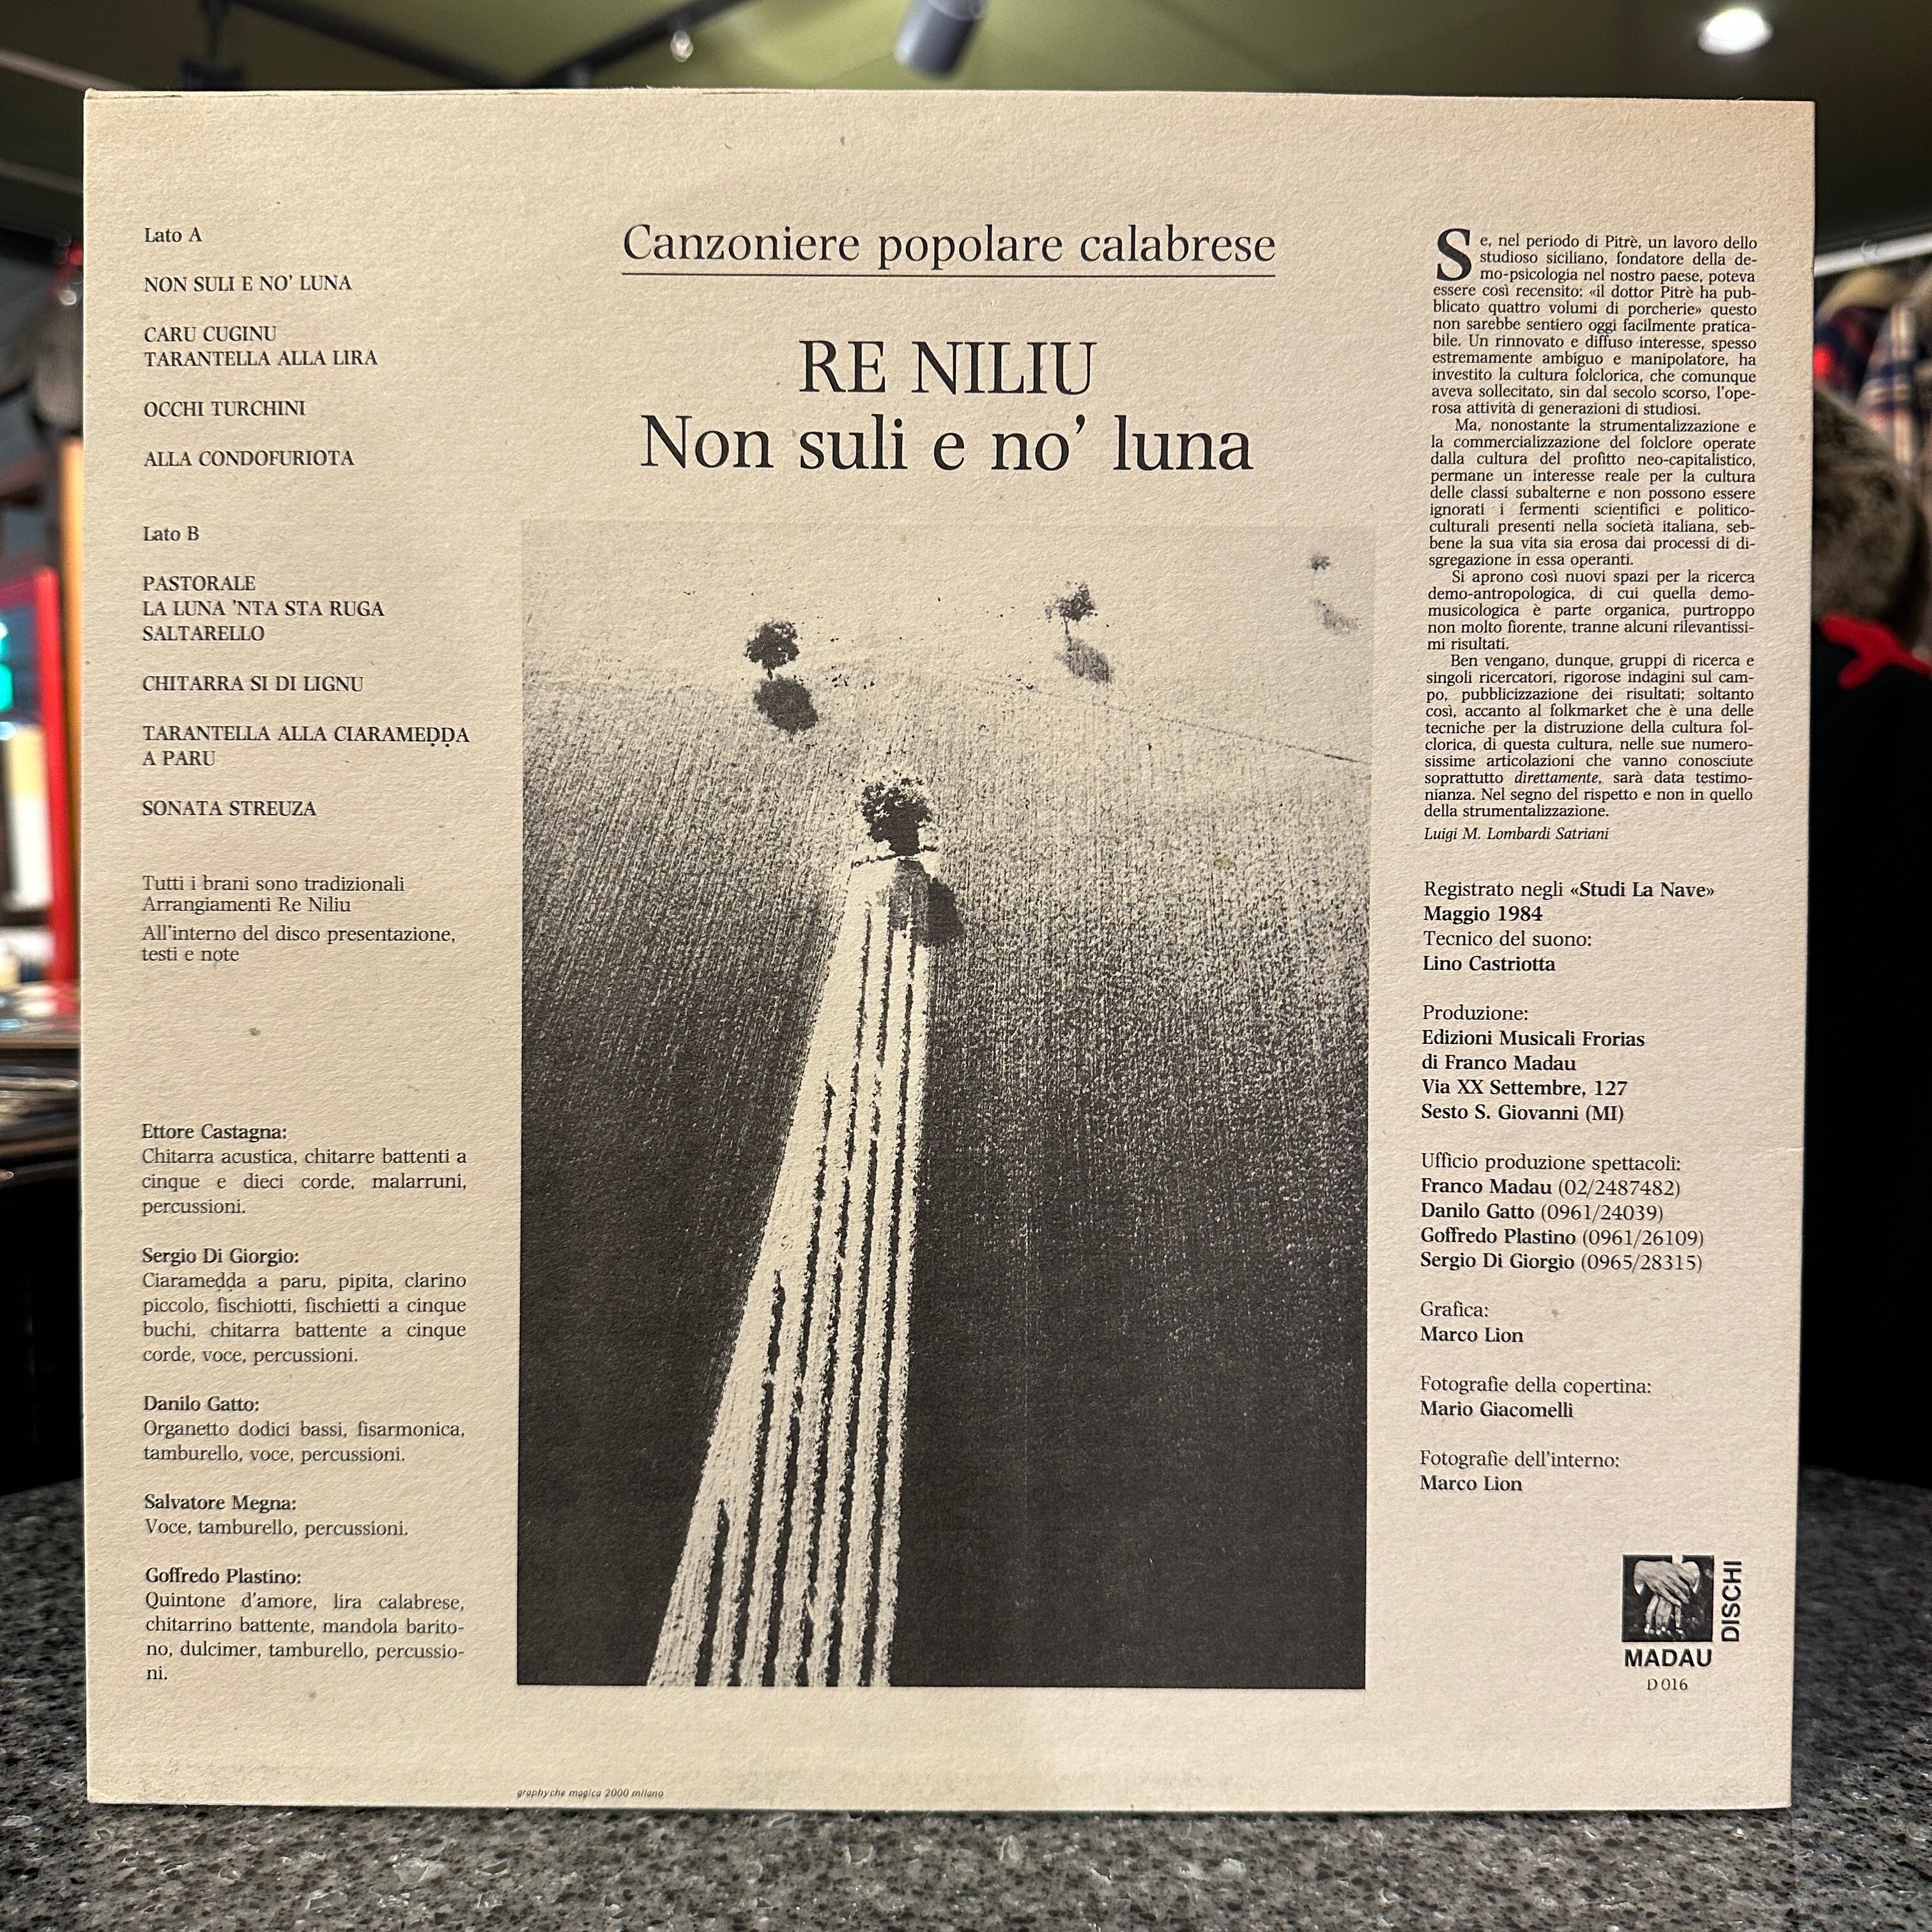 Lato A
NON SULI E NO' LUNA
CARU CUGINU
TARANTELLA ALLA LIRA
OCCHI TURCHINI
ALLA CONDOFURIOTA
Lato B
PASTORALE
LA LUNA 'NTA STA RUGA
SALTARELLO
CHITARRA SI DI LIGNU
TARANTELLA ALLA CIARAMEḌḌA
A PARU
SONATA STREUZA
Tutti i brani sono tradizionali
Arrangiamenti Re Niliu
All'interno del disco presentazione,
testi e note
Ettore Castagna:
Chitarra acustica, chitarre battenti a
cinque e dieci corde, malarruni,
percussioni.
Sergio Di Giorgio:
Ciarameḍḍa a paru, pipita, clarino
piccolo, fischiotti, fischietti a cinque
buchi, chitarra battente a cinque
corde, voce, percussioni.
Danilo Gatto:
Organetto dodici bassi, fisarmonica,
tamburello, voce, percussioni.
Salvatore Megna:
Voce, tamburello, percussioni.
Goffredo Plastino:
Quintone d'amore, lira calabrese,
chitarrino battente, mandola barito-
no, dulcimer, tamburello, percussio-
ni.
Canzoniere popolare calabrese
RE NILIU
Non suli e no' luna
graphyche magica 2000 milano
Se, nel periodo di Pitrè, un lavoro dello
studioso siciliano, fondatore della de-
mo-psicologia nel nostro paese, poteva
essere così recensito: «il dottor Pitrè ha pub-
blicato quattro volumi di porcherie» questo
non sarebbe sentiero oggi facilmente pratica-
bile. Un rinnovato e diffuso interesse, spesso
estremamente ambiguo e manipolatore, ha
investito la cultura folclorica, che comunque
aveva sollecitato, sin dal secolo scorso, l'ope-
rosa attività di generazioni di studiosi.
Ma, nonostante la strumentalizzazione e
la commercializzazione del folclore operate
dalla cultura del profitto neo-capitalistico,
permane un interesse reale per la cultura
delle classi subalterne e non possono essere
ignorati i fermenti scientifici e politico-
culturali presenti nella società italiana, seb-
bene la sua vita sia erosa dai processi di di-
sgregazione in essa operanti.
Si aprono così nuovi spazi per la ricerca
demo-antropologica, di cui quella demo-
musicologica è parte organica, purtroppo
non molto fiorente, tranne alcuni rilevantissi-
mi risultati.
Ben vengano, dunque, gruppi di ricerca e
singoli ricercatori, rigorose indagini sul cam-
po, pubblicizzazione dei risultati; soltanto
così, accanto al folkmarket che è una delle
tecniche per la distruzione della cultura fol-
clorica, di questa cultura, nelle sue numero-
sissime articolazioni che vanno conosciute
soprattutto direttamente, sarà data testimo-
nianza. Nel segno del rispetto e non in quello
della strumentalizzazione.
Luigi M. Lombardi Satriani
Registrato negli «Studi La Nave»
Maggio 1984
Tecnico del suono:
Lino Castriotta
Produzione:
Edizioni Musicali Frorias
di Franco Madau
Via XX Settembre, 127
Sesto S. Giovanni (MI)
Ufficio produzione spettacoli:
Franco Madau (02/2487482)
Danilo Gatto (0961/24039)
Goffredo Plastino (0961/26109)
Sergio Di Giorgio (0965/28315)
Grafica:
Marco Lion
Fotografie della copertina:
Mario Giacomelli
Fotografie dell'interno:
Marco Lion
MADAU
DISCHI
D 016